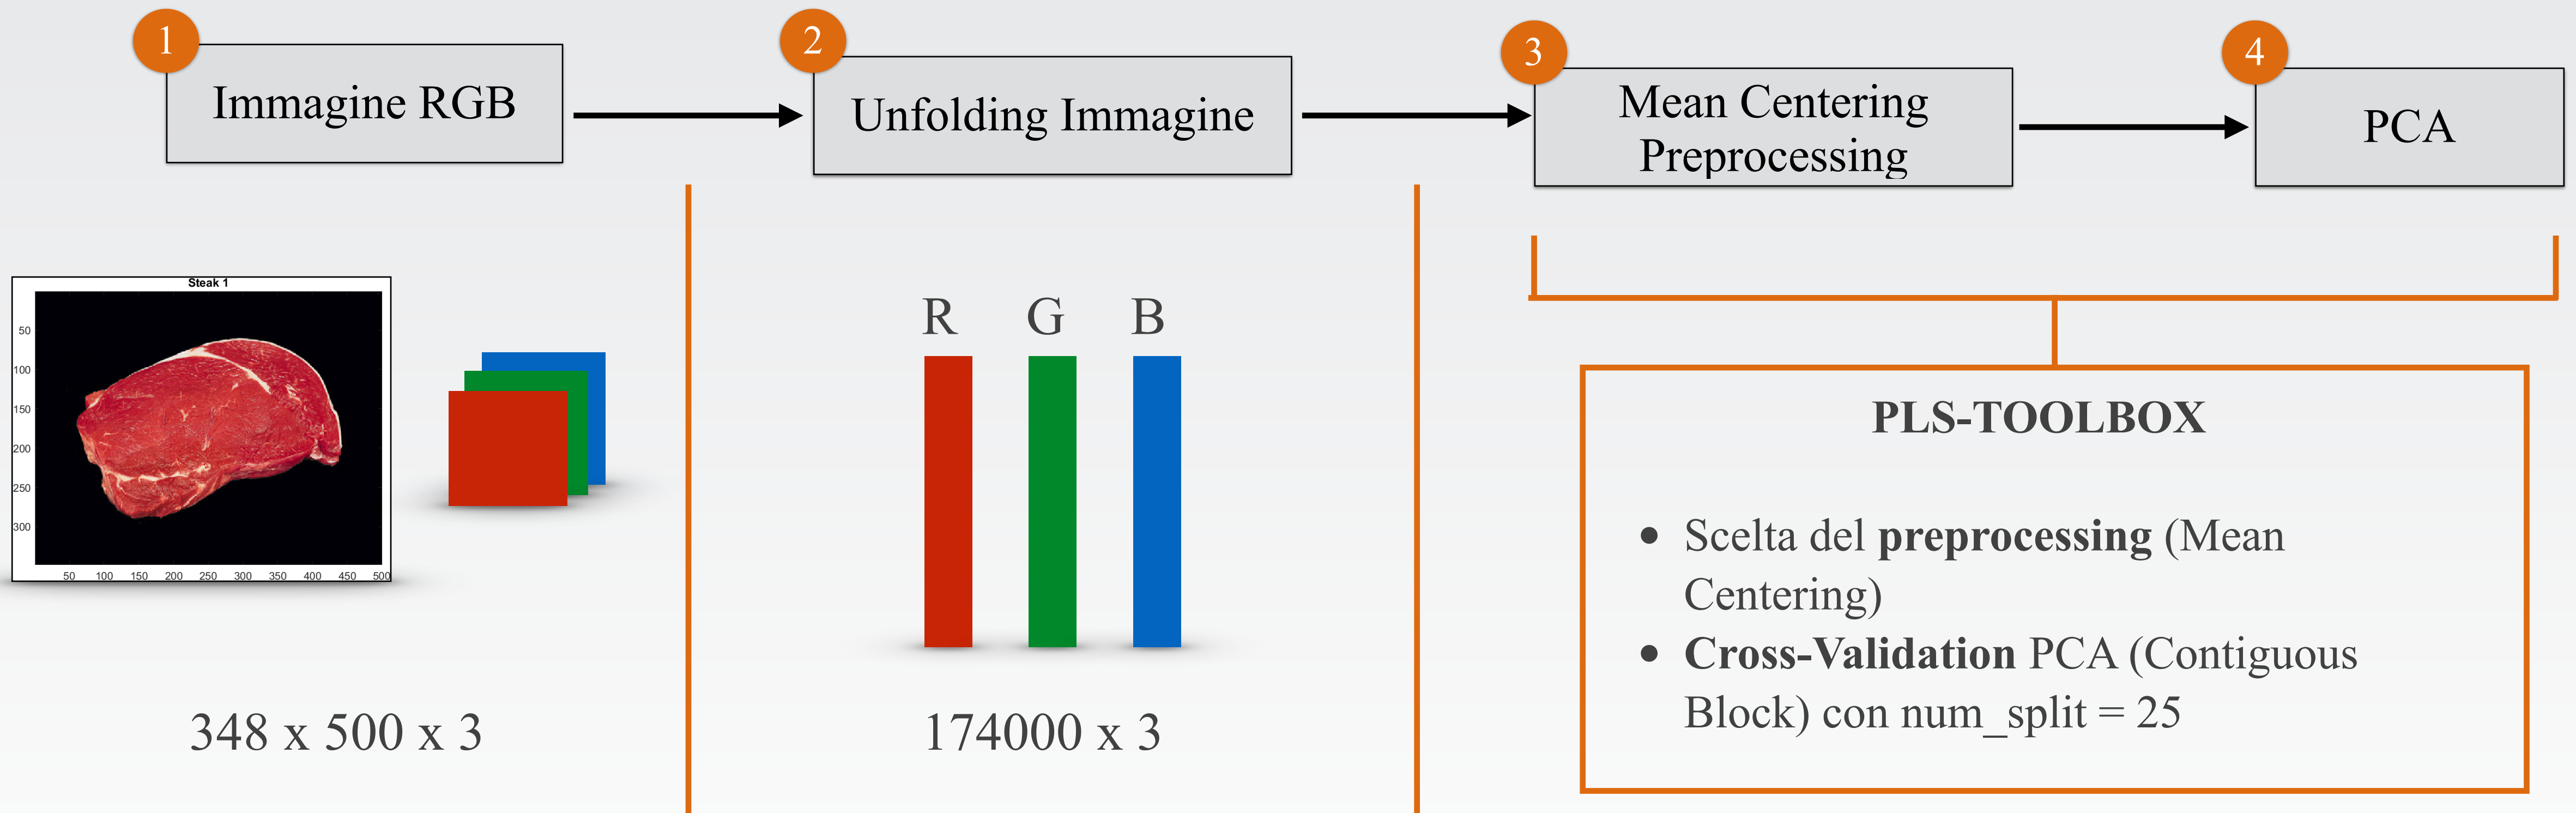 1
Immagine RGB
2
Unfolding Immagine
3
Mean Centering
Preprocessing
4
PCA
Steak 1
50
100
150
200
250
300
50 100 150 200 250 300 350 400 450 500
348 x 500 x 3
R G B
174000 x 3
PLS-TOOLBOX
• Scelta del preprocessing (Mean
Centering)
• Cross-Validation PCA (Contiguous
Block) con num_split = 25